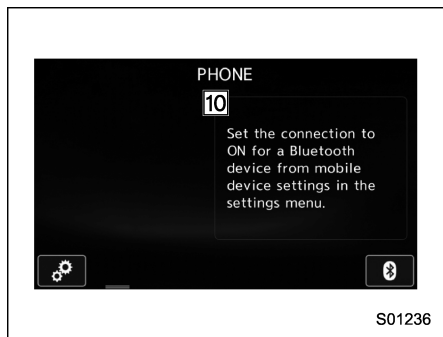 PHONE
10
Set the connection to
ON for a Bluetooth
device from mobile
device settings in the
settings menu.
S01236